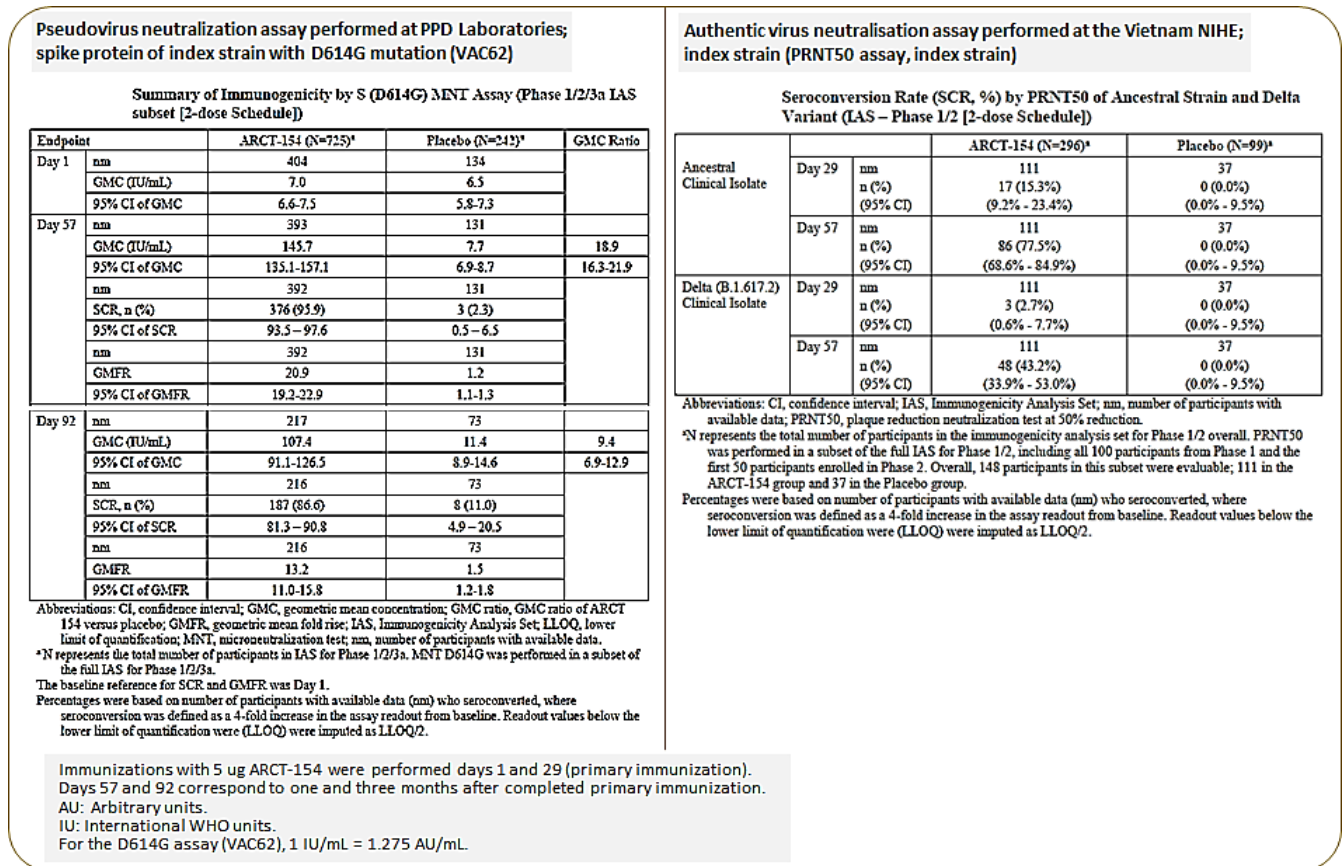 Pseudovirus neutralization assay performed at PPD Laboratories;
spike protein of index strain with D614G mutation (VAC62)
Summary of Immunogenicity by S (D614G) MNT Assay (Phase 1/2/3a IAS
subset [2-dose Schedule])
Endpoint ARCT-154 (N=725)ª Placebo (N=242)ª GMC Ratio
Day 1 nm 404 134
GMC (IU/mL) 7.0 6.5
95% CI of GMC 6.6-7.5 5.8-7.3
Day 57 nm 393 131
GMC (IU/mL) 145.7 7.7 18.9
95% CI of GMC 135.1-157.1 6.9-8.7 16.3-21.9
nm 392 131
SCR, n (%) 376 (95.9) 3 (2.3)
95% CI of SCR 93.5 – 97.6 0.5 – 6.5
nm 392 131
GMFR 20.9 1.2
95% CI of GMFR 19.2-22.9 1.1-1.3
Day 92 nm 217 73
GMC (IU/mL) 107.4 11.4 9.4
95% CI of GMC 91.1-126.5 8.9-14.6 6.9-12.9
nm 216 73
SCR, n (%) 187 (86.6) 8 (11.0)
95% CI of SCR 81.3 – 90.8 4.9 – 20.5
nm 216 73
GMFR 13.2 1.5
95% CI of GMFR 11.0-15.8 1.2-1.8
Abbreviations: CI, confidence interval; GMC, geometric mean concentration; GMC ratio, GMC ratio of ARCT
154 versus placebo; GMFR, geometric mean fold rise; IAS, Immunogenicity Analysis Set; LLOQ, lower
limit of quantification; MNT, microneutralization test; nm, number of participants with available data.
ªN represents the total number of participants in IAS for Phase 1/2/3a. MNT D614G was performed in a subset of
the full IAS for Phase 1/2/3a.
The baseline reference for SCR and GMFR was Day 1.
Percentages were based on number of participants with available data (nm) who seroconverted, where
seroconversion was defined as a 4-fold increase in the assay readout from baseline. Readout values below the
lower limit of quantification were (LLOQ) were imputed as LLOQ/2.
Authentic virus neutralisation assay performed at the Vietnam NIHE;
index strain (PRNT50 assay, index strain)
Seroconversion Rate (SCR, %) by PRNT50 of Ancestral Strain and Delta
Variant (IAS – Phase 1/2 [2-dose Schedule])
ARCT-154 (N=296)ª Placebo (N=99)ª
Ancestral Day 29 nm 111 37
Clinical Isolate n (%) 17 (15.3%) 0 (0.0%)
(95% CI) (9.2% - 23.4%) (0.0% - 9.5%)
Day 57 nm 111 37
n (%) 86 (77.5%) 0 (0.0%)
(95% CI) (68.6% - 84.9%) (0.0% - 9.5%)
Delta (B.1.617.2) Day 29 nm 111 37
Clinical Isolate n (%) 3 (2.7%) 0 (0.0%)
(95% CI) (0.6% - 7.7%) (0.0% - 9.5%)
Day 57 nm 111 37
n (%) 48 (43.2%) 0 (0.0%)
(95% CI) (33.9% - 53.0%) (0.0% - 9.5%)
Abbreviations: CI, confidence interval; IAS, Immunogenicity Analysis Set; nm, number of participants with
available data; PRNT50, plaque reduction neutralization test at 50% reduction.
ªN represents the total number of participants in the immunogenicity analysis set for Phase 1/2 overall. PRNT50
was performed in a subset of the full IAS for Phase 1/2, including all 100 participants from Phase 1 and the
first 50 participants enrolled in Phase 2. Overall, 148 participants in this subset were evaluable; 111 in the
ARCT-154 group and 37 in the Placebo group.
Percentages were based on number of participants with available data (nm) who seroconverted, where
seroconversion was defined as a 4-fold increase in the assay readout from baseline. Readout values below the
lower limit of quantification were (LLOQ) were imputed as LLOQ/2.
Immunizations with 5 ug ARCT-154 were performed days 1 and 29 (primary immunization).
Days 57 and 92 correspond to one and three months after completed primary immunization.
AU: Arbitrary units.
IU: International WHO units.
For the D614G assay (VAC62), 1 IU/mL = 1.275 AU/mL.